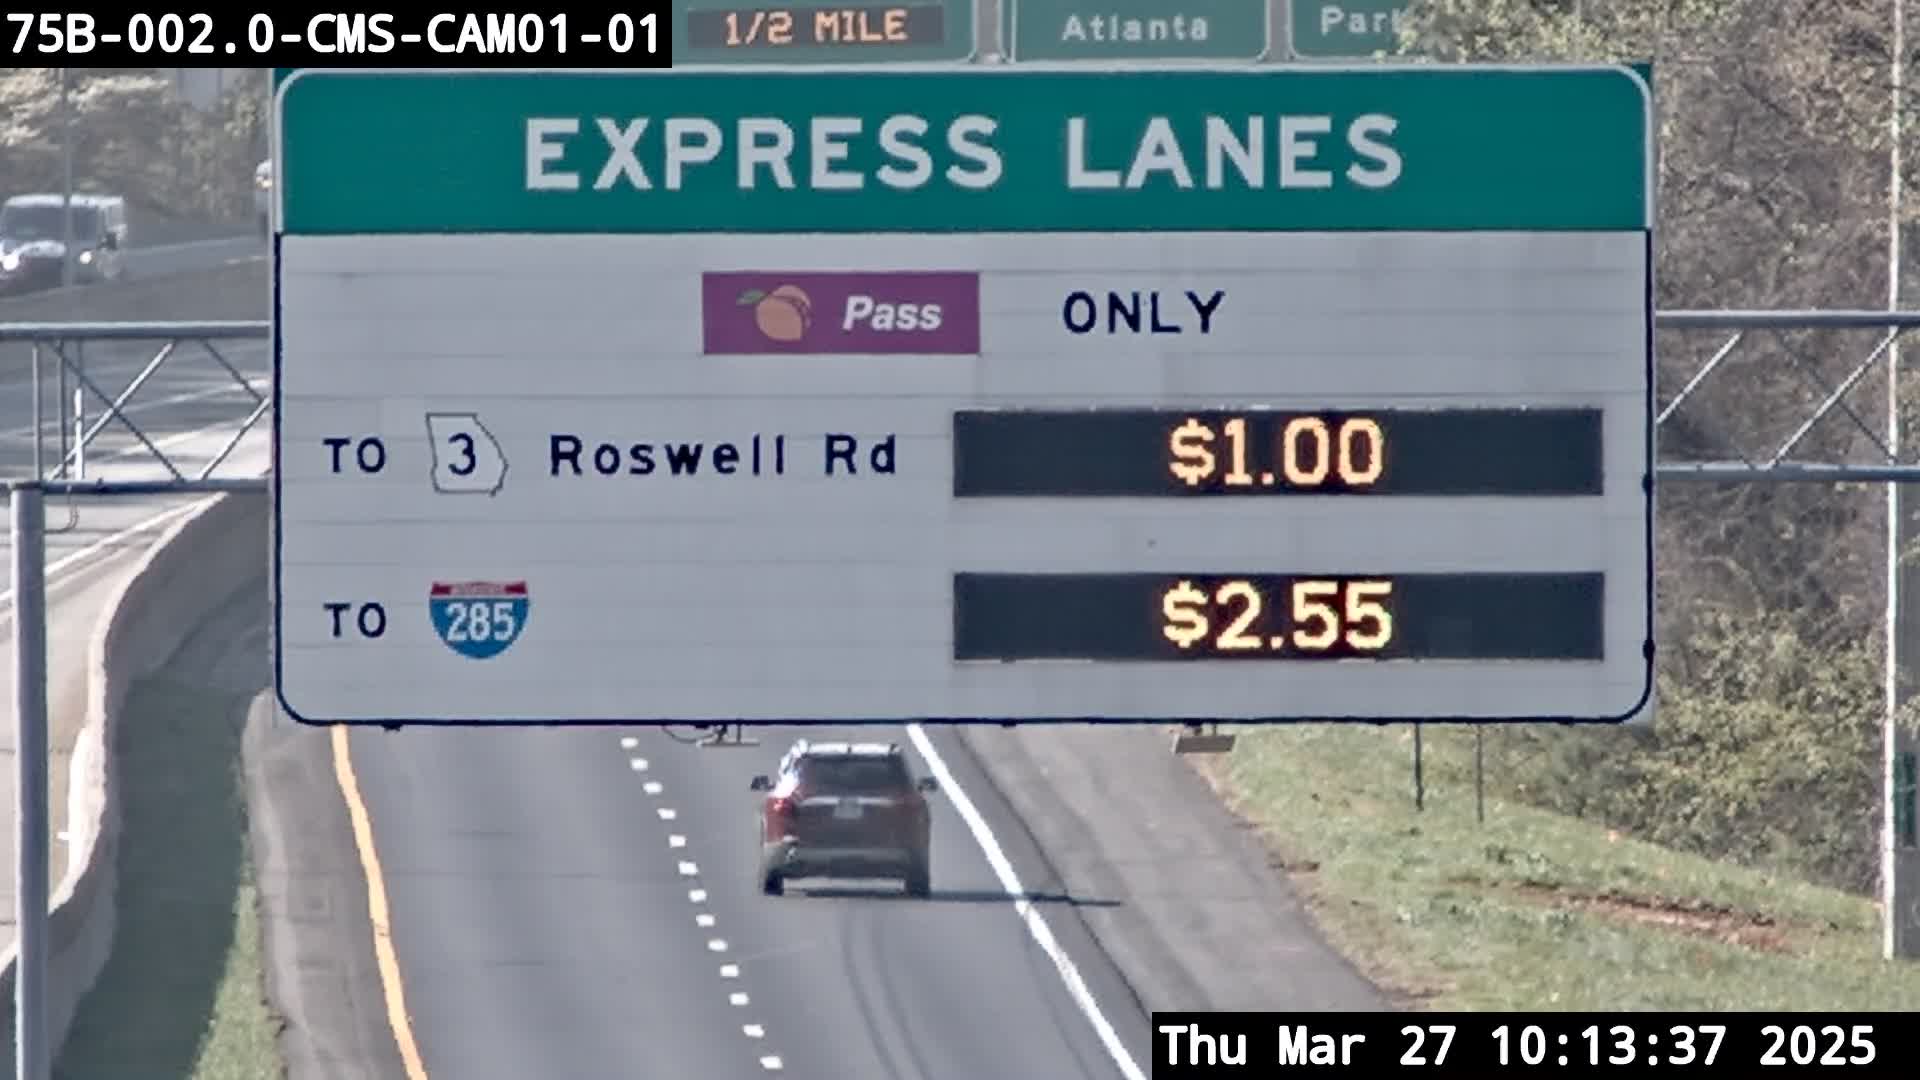 75B-002.0-CMS-CAM01-01
1/2 MILE
Atlanta
Park
EXPRESS LANES
Pass ONLY
TO 3 Roswell Rd $1.00
TO 285 $2.55
Thu Mar 27 10:13:37 2025